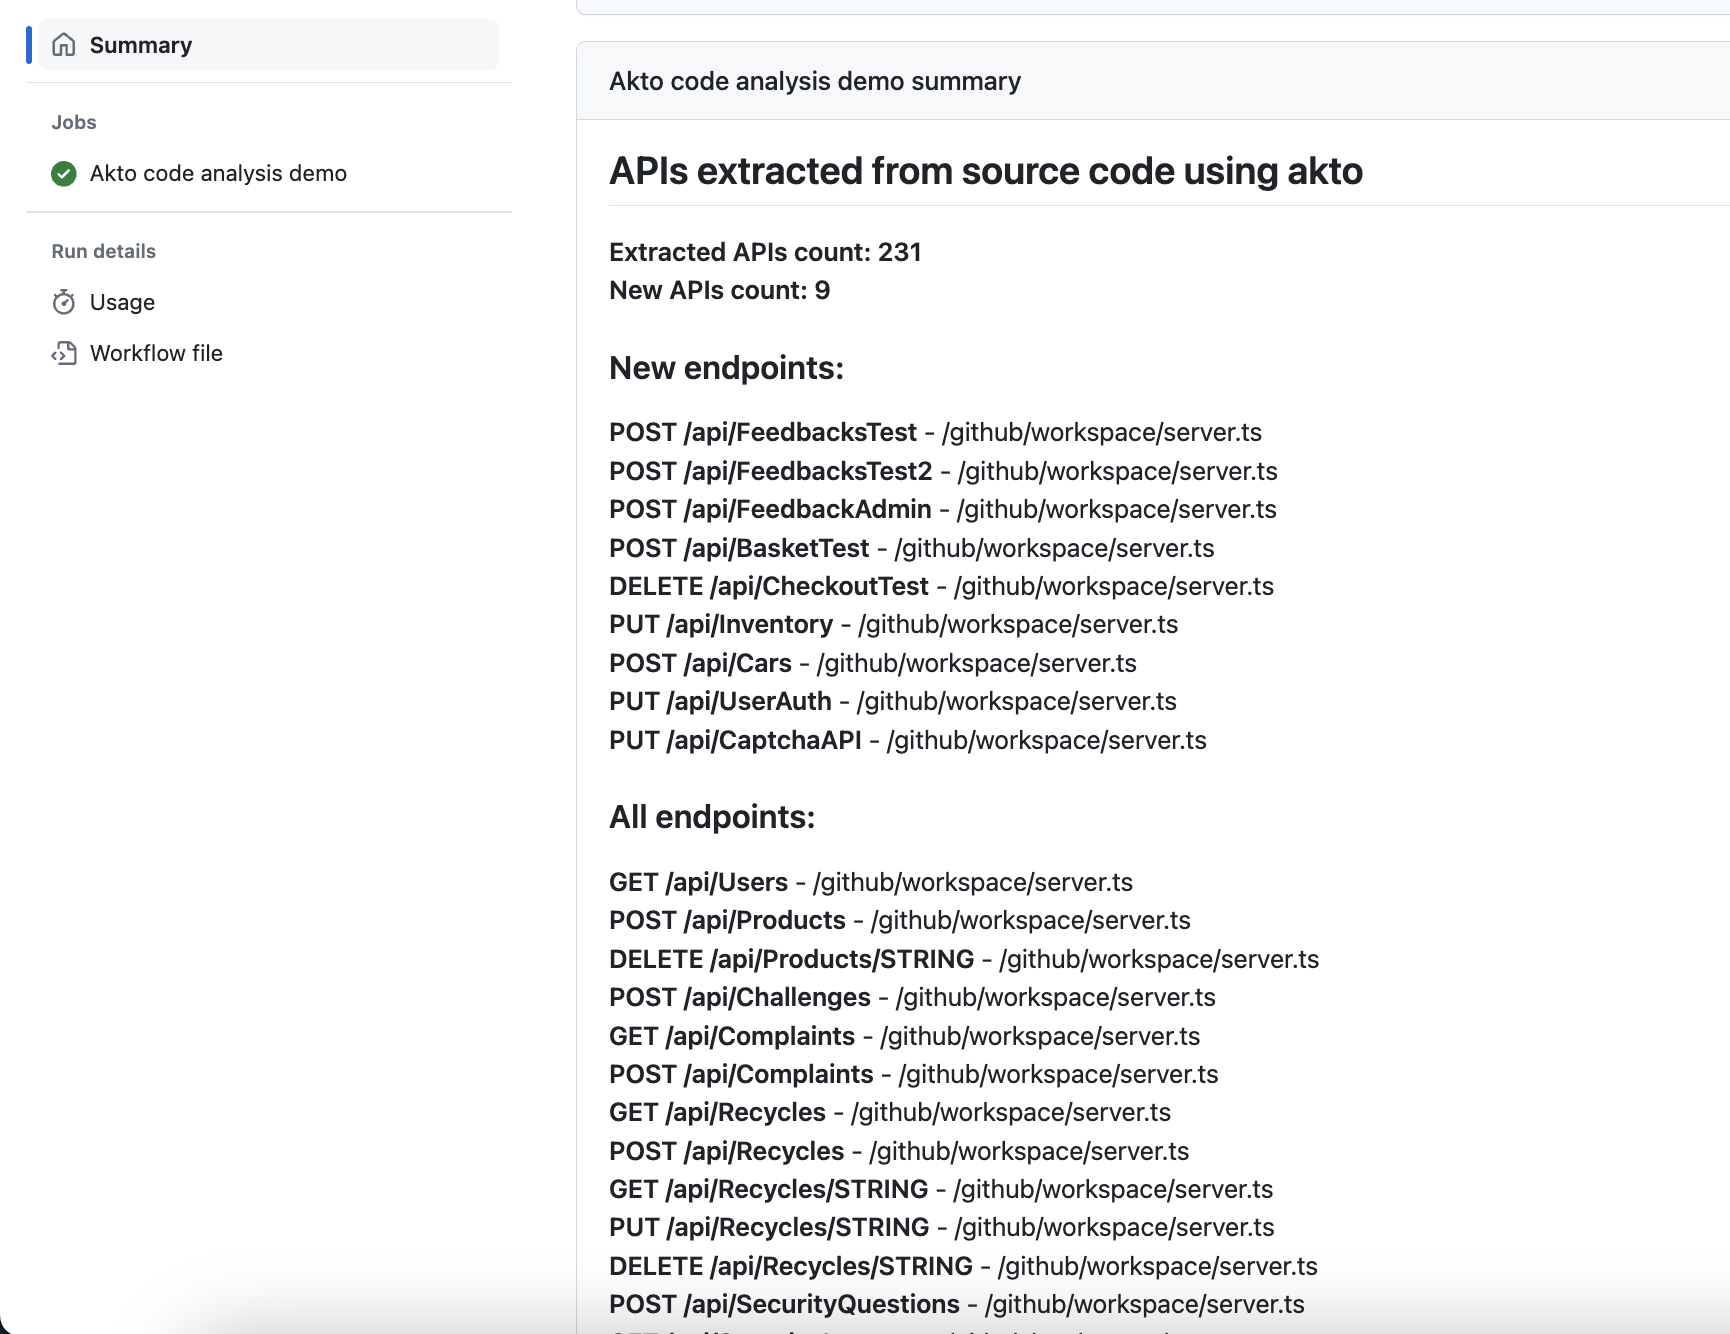 Summary
Jobs
Akto code analysis demo
Run details
Usage
Workflow file
Akto code analysis demo summary
APIs extracted from source code using akto
Extracted APIs count: 231
New APIs count: 9
New endpoints:
POST /api/FeedbacksTest - /github/workspace/server.ts
POST /api/FeedbacksTest2 - /github/workspace/server.ts
POST /api/FeedbackAdmin - /github/workspace/server.ts
POST /api/BasketTest - /github/workspace/server.ts
DELETE /api/CheckoutTest - /github/workspace/server.ts
PUT /api/Inventory - /github/workspace/server.ts
POST /api/Cars - /github/workspace/server.ts
PUT /api/UserAuth - /github/workspace/server.ts
PUT /api/CaptchaAPI - /github/workspace/server.ts
All endpoints:
GET /api/Users - /github/workspace/server.ts
POST /api/Products - /github/workspace/server.ts
DELETE /api/Products/STRING - /github/workspace/server.ts
POST /api/Challenges - /github/workspace/server.ts
GET /api/Complaints - /github/workspace/server.ts
POST /api/Complaints - /github/workspace/server.ts
GET /api/Recycles - /github/workspace/server.ts
POST /api/Recycles - /github/workspace/server.ts
GET /api/Recycles/STRING - /github/workspace/server.ts
PUT /api/Recycles/STRING - /github/workspace/server.ts
DELETE /api/Recycles/STRING - /github/workspace/server.ts
POST /api/SecurityQuestions - /github/workspace/server.ts